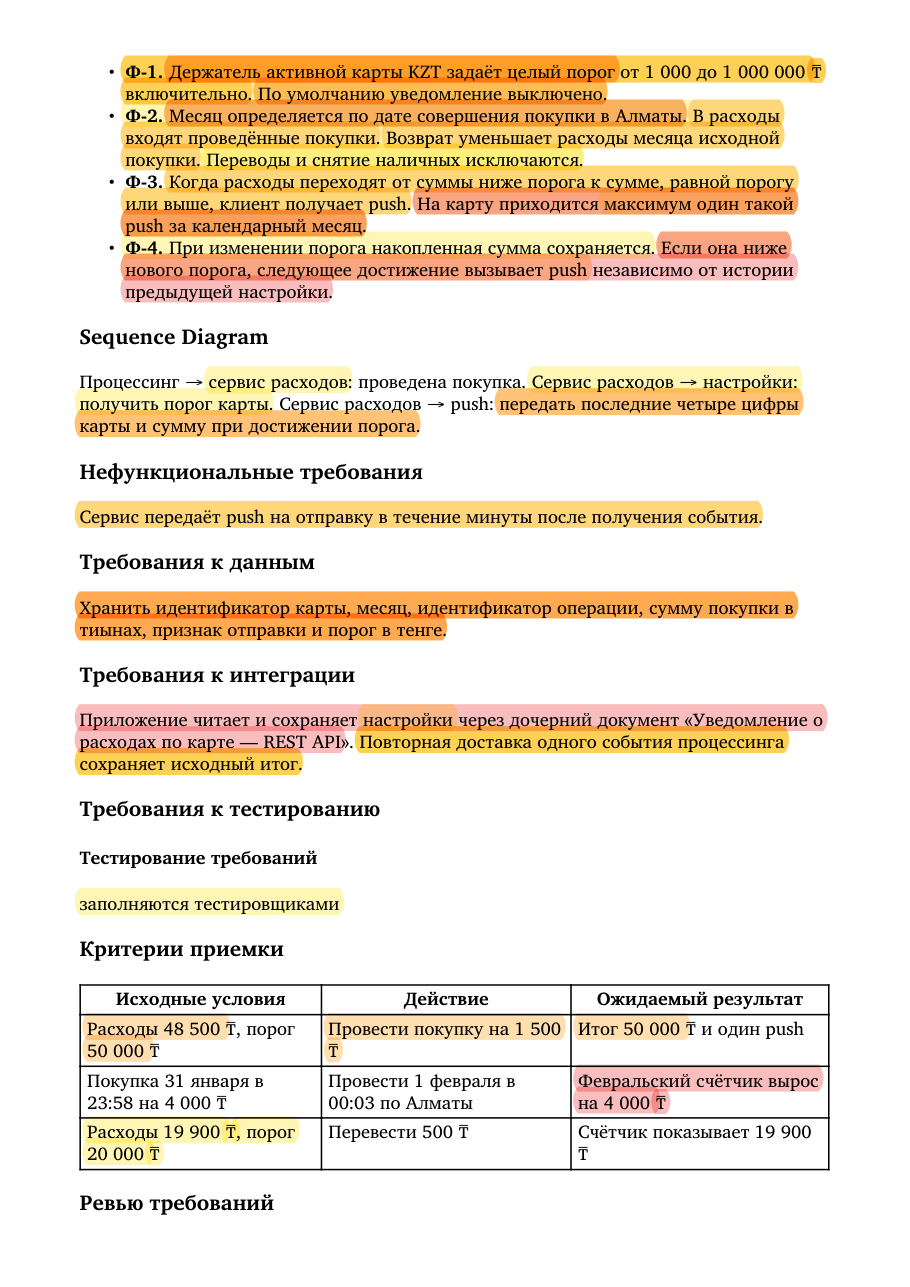 • Ф-1. Держатель активной карты KZT задаёт целый порог от 1 000 до 1 000 000 ₸
включительно. По умолчанию уведомление выключено.
• Ф-2. Месяц определяется по дате совершения покупки в Алматы. В расходы
входят проведённые покупки. Возврат уменьшает расходы месяца исходной
покупки. Переводы и снятие наличных исключаются.
• Ф-3. Когда расходы переходят от суммы ниже порога к сумме, равной порогу
или выше, клиент получает push. На карту приходится максимум один такой
push за календарный месяц.
• Ф-4. При изменении порога накопленная сумма сохраняется. Если она ниже
нового порога, следующее достижение вызывает push независимо от истории
предыдущей настройки.
Sequence Diagram
Процессинг → сервис расходов: проведена покупка. Сервис расходов → настройки:
получить порог карты. Сервис расходов → push: передать последние четыре цифры
карты и сумму при достижении порога.
Нефункциональные требования
Сервис передаёт push на отправку в течение минуты после получения события.
Требования к данным
Хранить идентификатор карты, месяц, идентификатор операции, сумму покупки в
тиынах, признак отправки и порог в тенге.
Требования к интеграции
Приложение читает и сохраняет настройки через дочерний документ «Уведомление о
расходах по карте — REST API». Повторная доставка одного события процессинга
сохраняет исходный итог.
Требования к тестированию
Тестирование требований
заполняются тестировщиками
Критерии приемки
Исходные условия Действие Ожидаемый результат
Расходы 48 500 ₸, порог Провести покупку на 1 500 Итог 50 000 ₸ и один push
50 000 ₸ ₸
Покупка 31 января в Провести 1 февраля в Февральский счётчик вырос
23:58 на 4 000 ₸ 00:03 по Алматы на 4 000 ₸
Расходы 19 900 ₸, порог Перевести 500 ₸ Счётчик показывает 19 900
20 000 ₸ ₸
Ревью требований